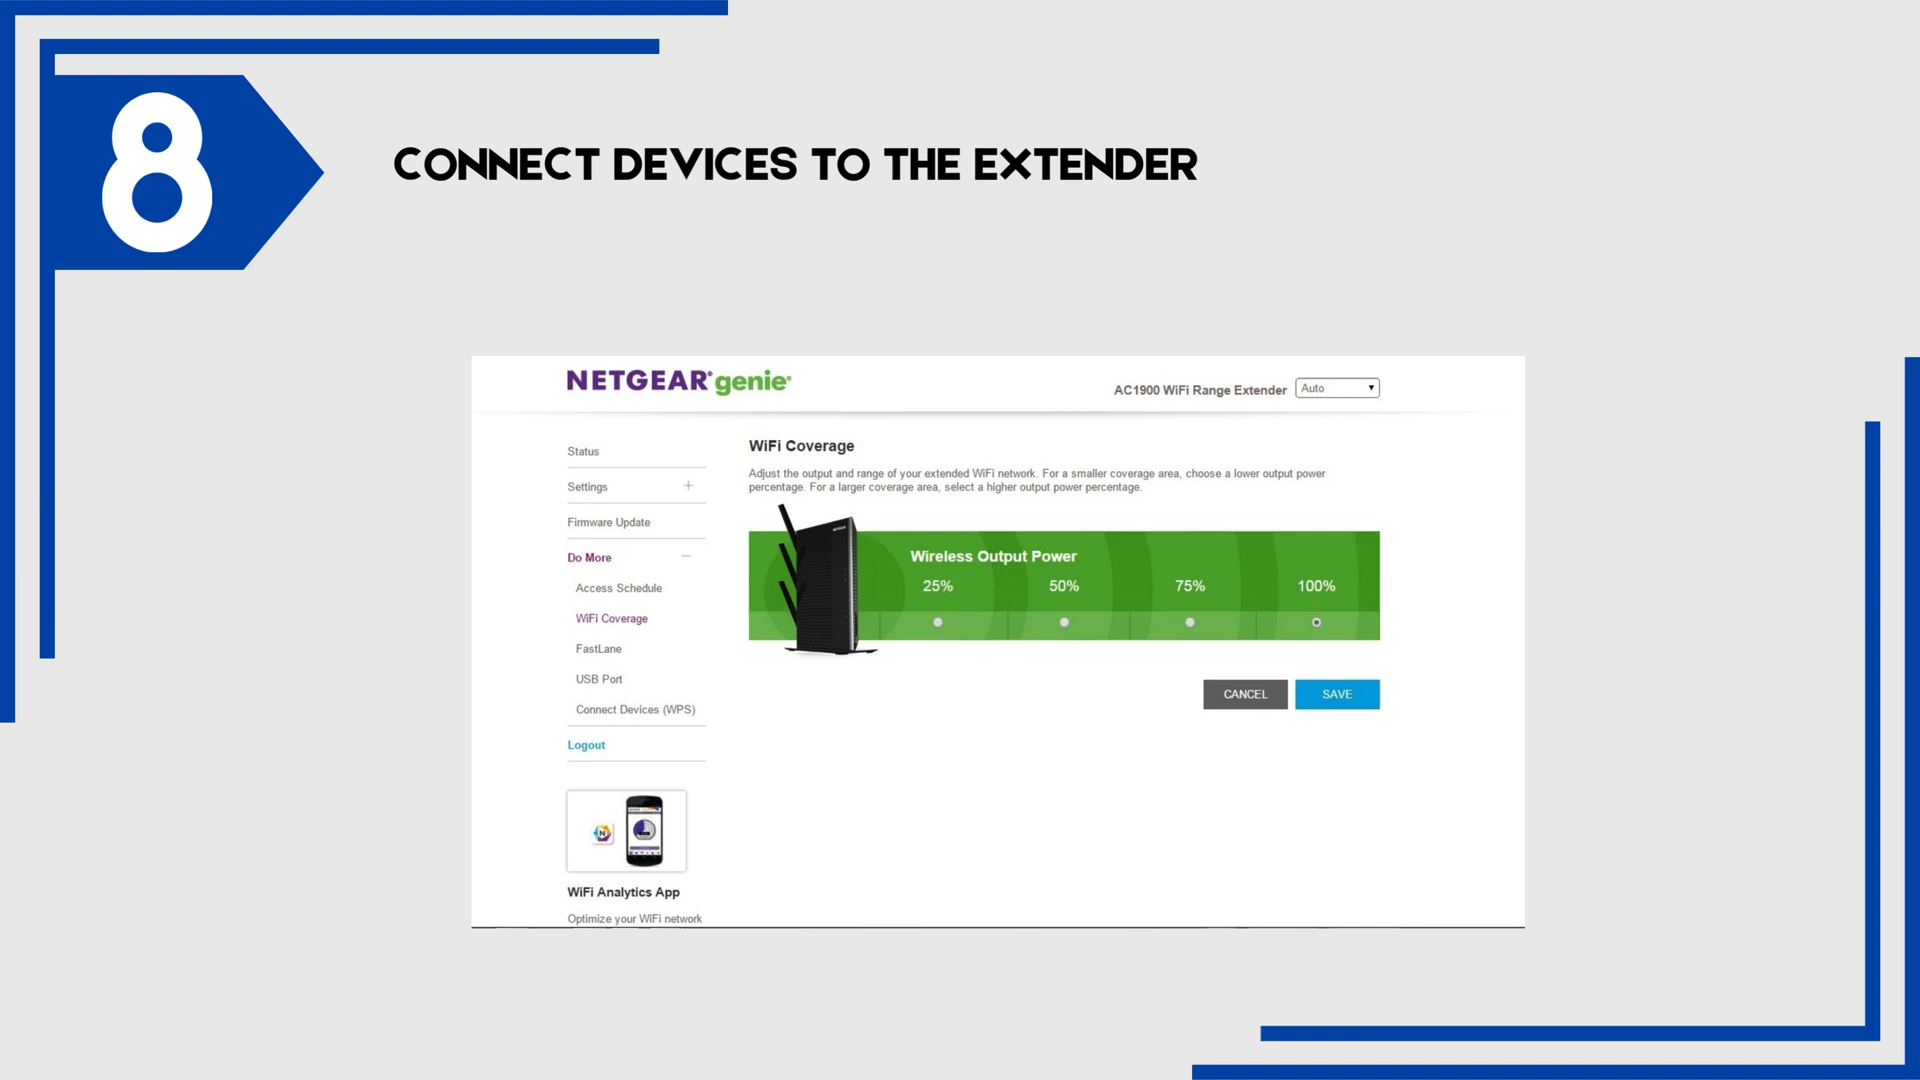 8
CONNECT DEVICES TO THE EXTENDER
NETGEAR® genie®
AC1900 WiFi Range Extender Auto
Status
Settings
Firmware Update
Do More
Access Schedule
WiFi Coverage
FastLane
USB Port
Connect Devices (WPS)
Logout
WiFi Analytics App
Optimize your WiFi network
WiFi Coverage
Adjust the output and range of your extended WiFi network. For a smaller coverage area, choose a lower output power
percentage. For a larger coverage area, select a higher output power percentage.
Wireless Output Power
25% 50% 75% 100%
CANCEL SAVE